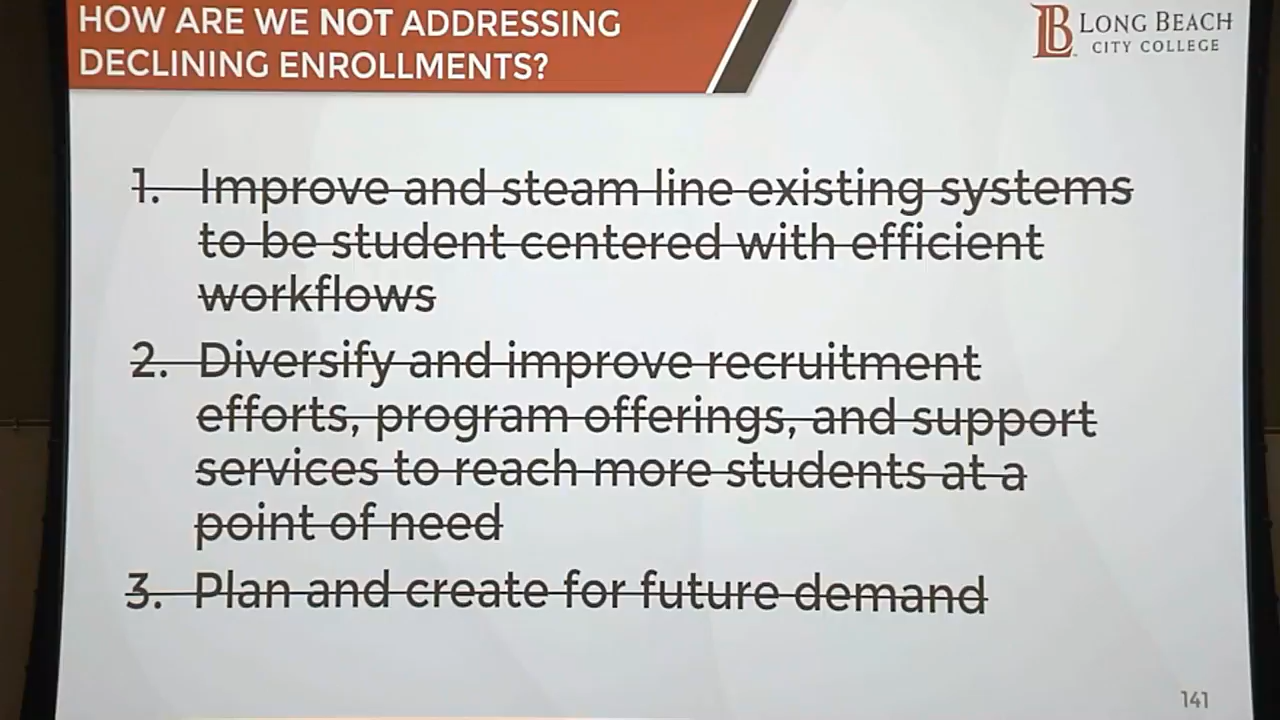 HOW ARE WE NOT ADDRESSING
DECLINING ENROLLMENTS?
LB LONG BEACH
CITY COLLEGE
1. Improve and steam line existing systems
to be student centered with efficient
workflows
2. Diversify and improve recruitment
efforts, program offerings, and support
services to reach more students at a
point of need
3. Plan and create for future demand
141